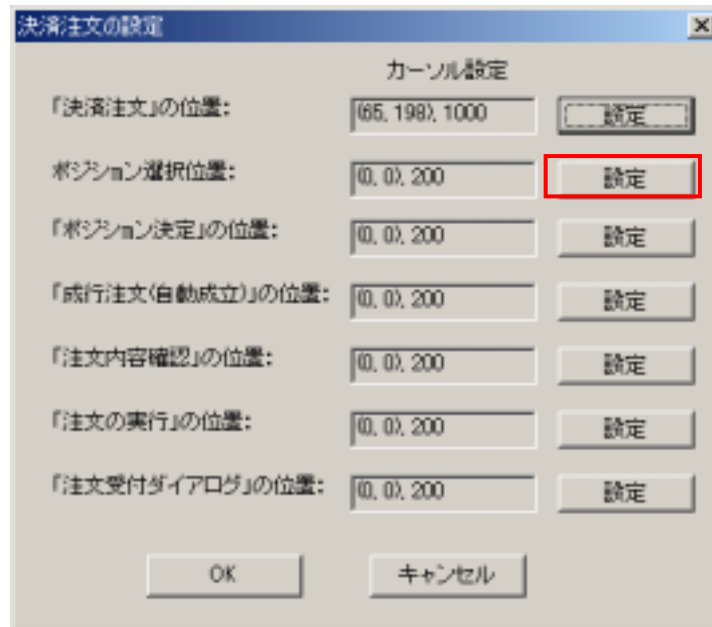 決済注文の設定
カーソル設定
「決済注文」の位置: (65, 198), 1000 設定
ポジション選択位置: (0, 0), 200 設定
「ポジション決定」の位置: (0, 0), 200 設定
「成行注文(自動成立)」の位置: (0, 0), 200 設定
「注文内容確認」の位置: (0, 0), 200 設定
「注文の実行」の位置: (0, 0), 200 設定
「注文受付ダイアログ」の位置: (0, 0), 200 設定
OK キャンセル